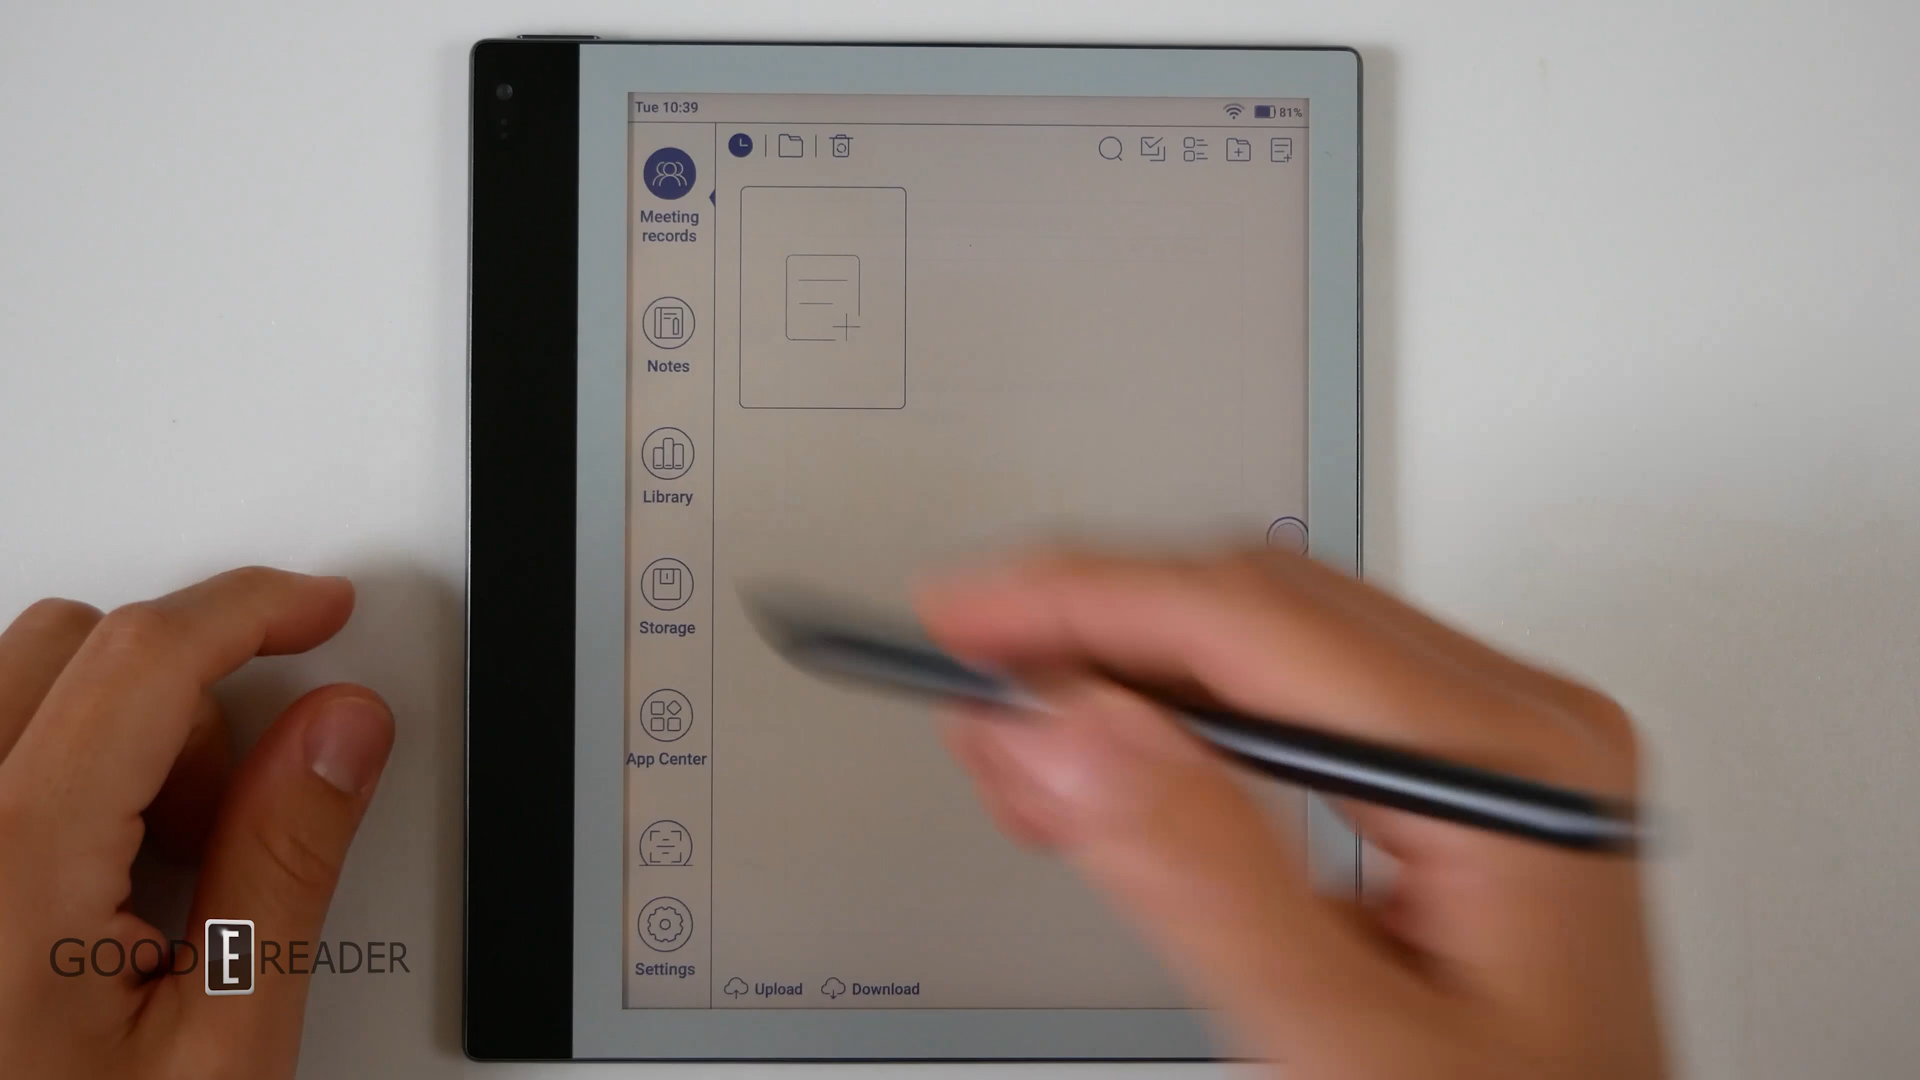 Tue 10:39
81%
Meeting
records
Notes
Library
Storage
App Center
Settings
Upload
Download
GOOD E READER